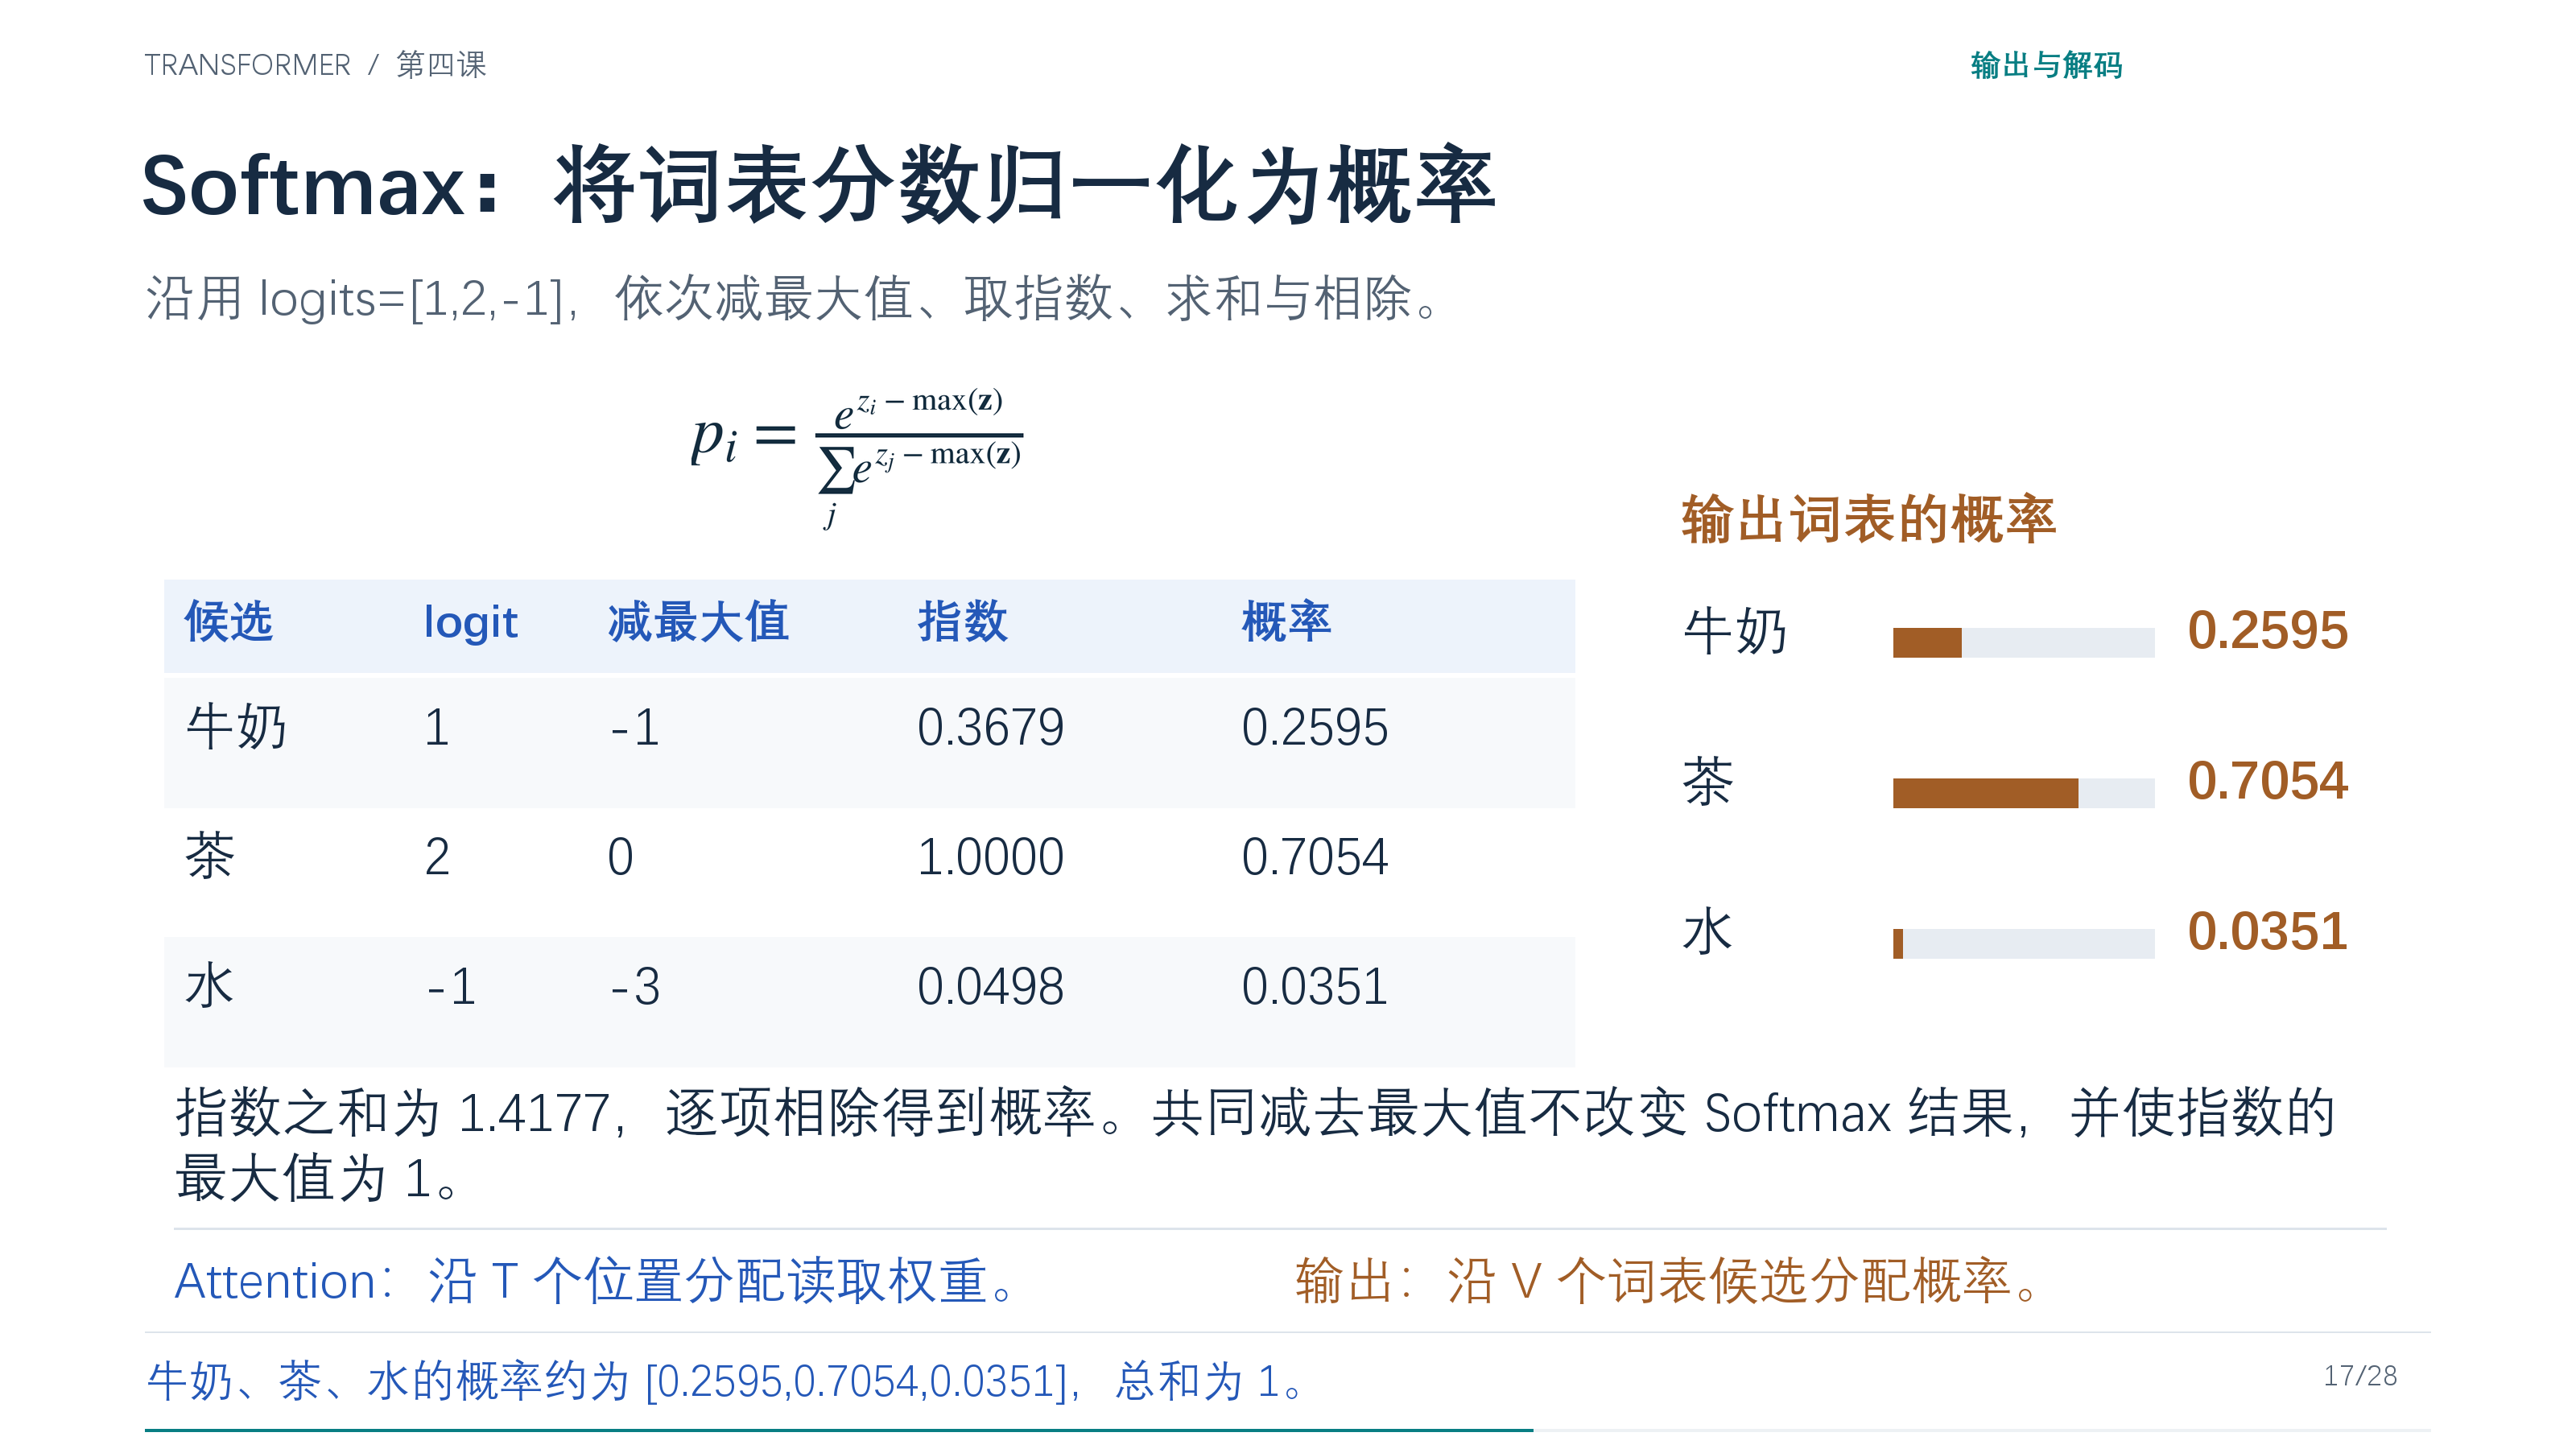 TRANSFORMER / 第四课
输出与解码
Softmax：将词表分数归一化为概率
沿用 logits=[1,2,-1]，依次减最大值、取指数、求和与相除。
p_i = e^{z_i − max(z)} / ∑_j e^{z_j − max(z)}
候选 logit 减最大值 指数 概率
牛奶 1 -1 0.3679 0.2595
茶 2 0 1.0000 0.7054
水 -1 -3 0.0498 0.0351
输出词表的概率
牛奶 0.2595
茶 0.7054
水 0.0351
指数之和为 1.4177，逐项相除得到概率。共同减去最大值不改变 Softmax 结果，并使指数的
最大值为 1。
Attention：沿 T 个位置分配读取权重。
输出：沿 V 个词表候选分配概率。
牛奶、茶、水的概率约为 [0.2595,0.7054,0.0351]，总和为 1。
17/28